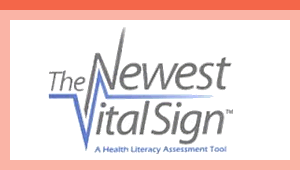 The Newest
Vital Sign™
A Health Literacy Assessment Tool